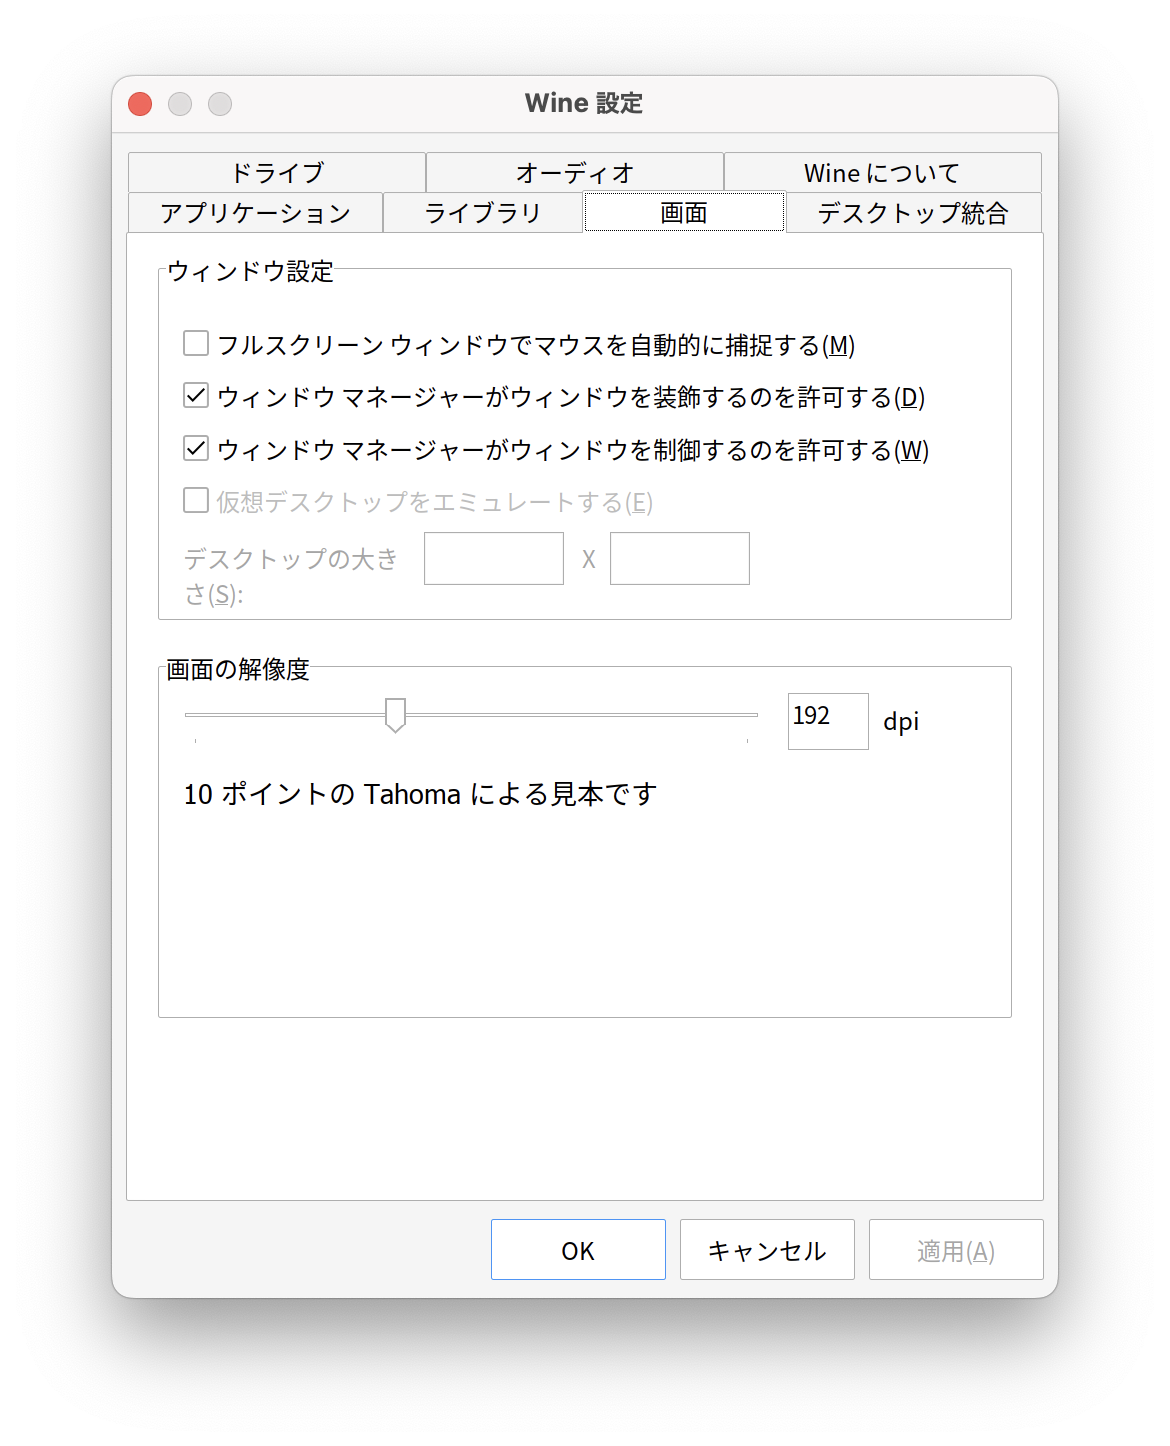 Wine 設定
ドライブ
オーディオ
Wine について
アプリケーション
ライブラリ
画面
デスクトップ統合
ウィンドウ設定
フルスクリーン ウィンドウでマウスを自動的に捕捉する(M)
ウィンドウ マネージャーがウィンドウを装飾するのを許可する(D)
ウィンドウ マネージャーがウィンドウを制御するのを許可する(W)
仮想デスクトップをエミュレートする(E)
デスクトップの大き
さ(S):
X
画面の解像度
192
dpi
10 ポイントの Tahoma による見本です
OK
キャンセル
適用(A)